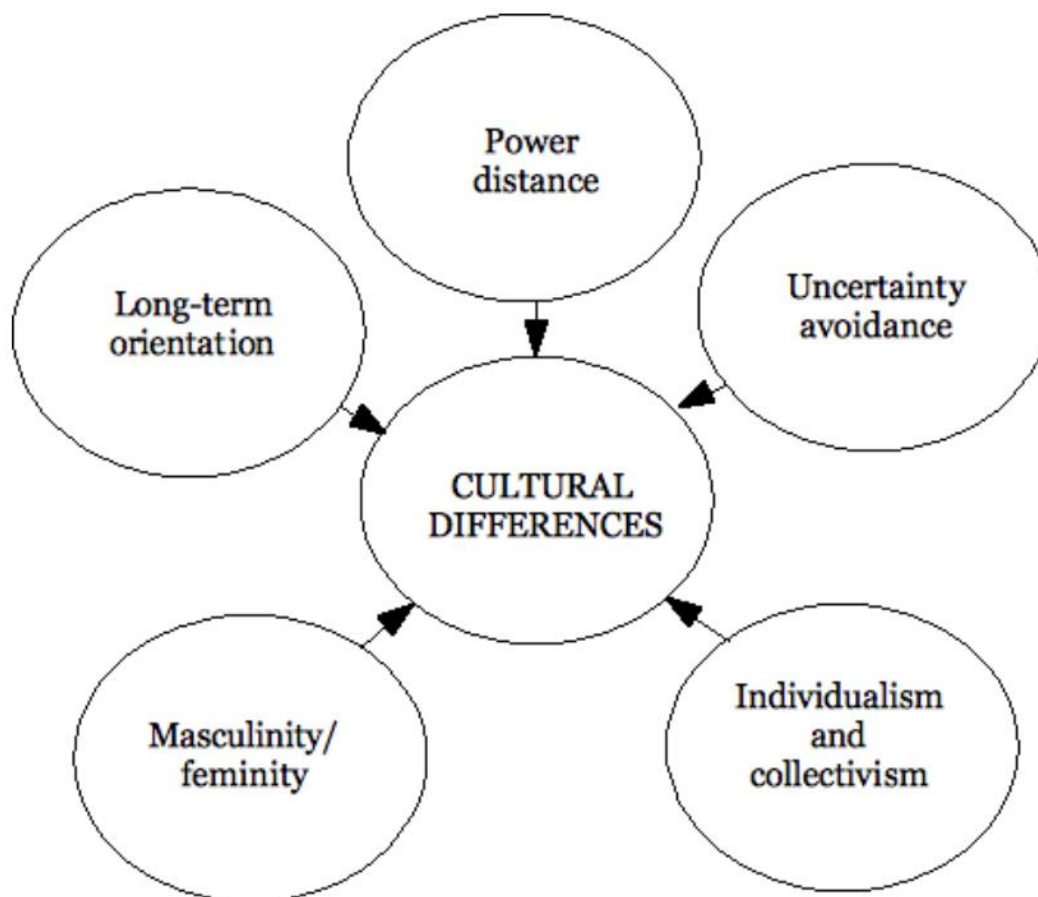 Power
distance
Long-term
orientation
Uncertainty
avoidance
CULTURAL
DIFFERENCES
Masculinity/
feminity
Individualism
and
collectivism